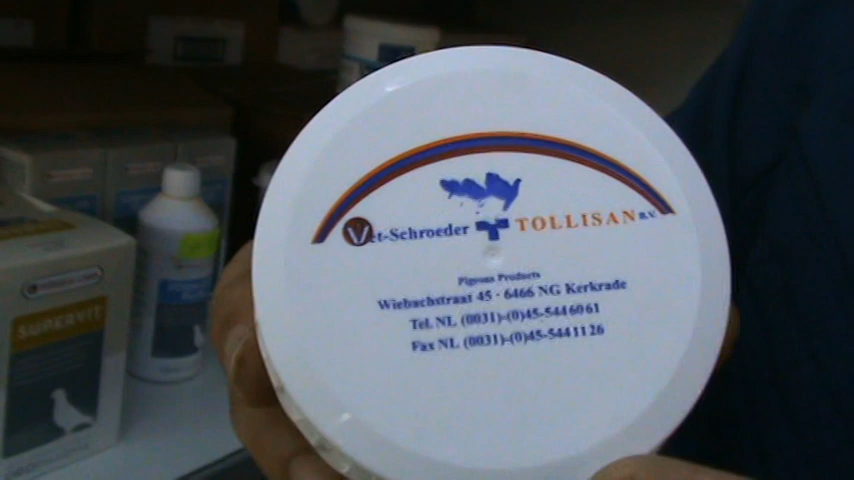 Vet-Schroeder TOLLISAN B.V.
Pigeons Products
Wiebachstraat 45 - 6466 NG Kerkrade
Tel. NL (0031)-(0)45-5446061
Fax NL (0031)-(0)45-5441126
SUPERVIT